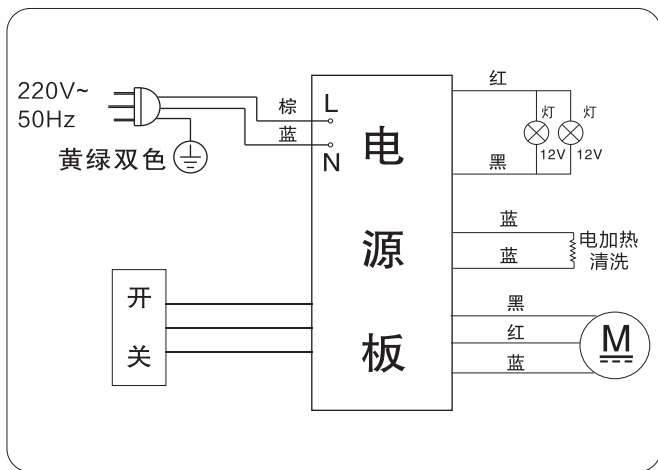 220V~
50Hz
黄绿双色
棕
蓝
L
N
电
源
板
开
关
红
灯
灯
12V
12V
黑
蓝
蓝
电加热
清洗
黑
红
蓝
M